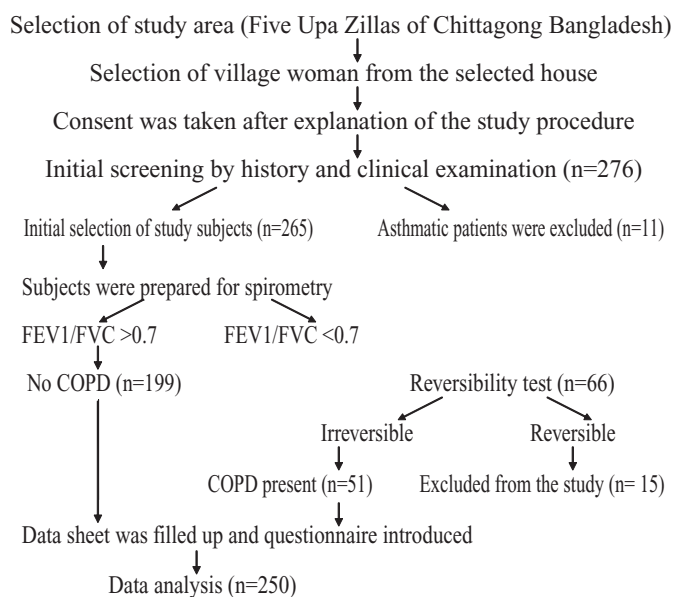 Selection of study area (Five Upa Zillas of Chittagong Bangladesh)
Selection of village woman from the selected house
Consent was taken after explanation of the study procedure
Initial screening by history and clinical examination (n=276)
Initial selection of study subjects (n=265)
Asthmatic patients were excluded (n=11)
Subjects were prepared for spirometry
FEV1/FVC >0.7
FEV1/FVC <0.7
No COPD (n=199)
Reversibility test (n=66)
Irreversible
Reversible
COPD present (n=51)
Excluded from the study (n= 15)
Data sheet was filled up and questionnaire introduced
Data analysis (n=250)